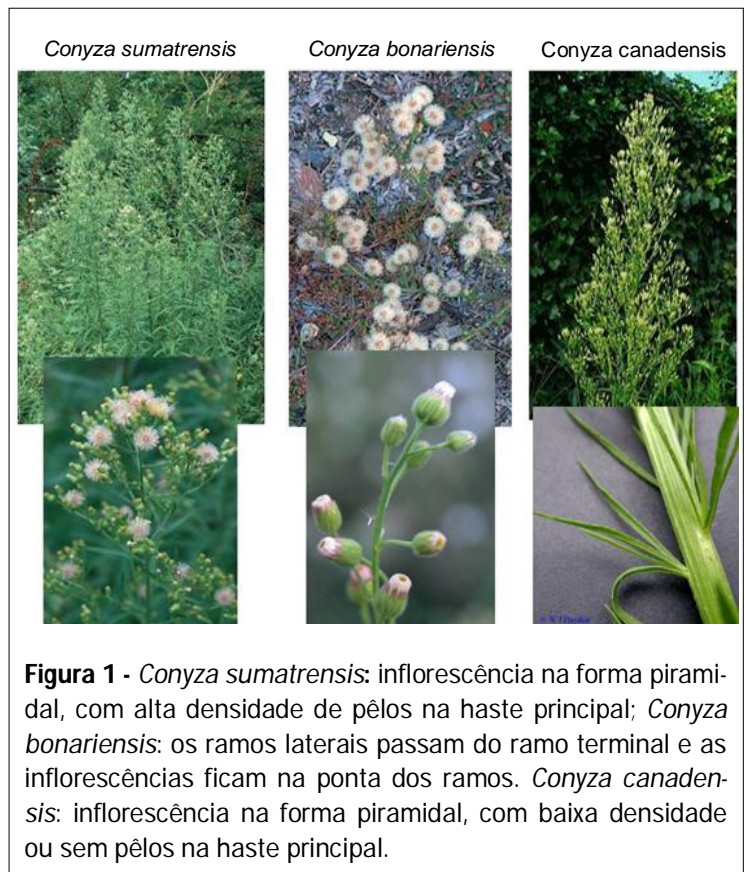 Conyza sumatrensis Conyza bonariensis Conyza canadensis
Figura 1 - Conyza sumatrensis: inflorescência na forma pirami-
dal, com alta densidade de pêlos na haste principal; Conyza
bonariensis: os ramos laterais passam do ramo terminal e as
inflorescências ficam na ponta dos ramos. Conyza canaden-
sis: inflorescência na forma piramidal, com baixa densidade
ou sem pêlos na haste principal.